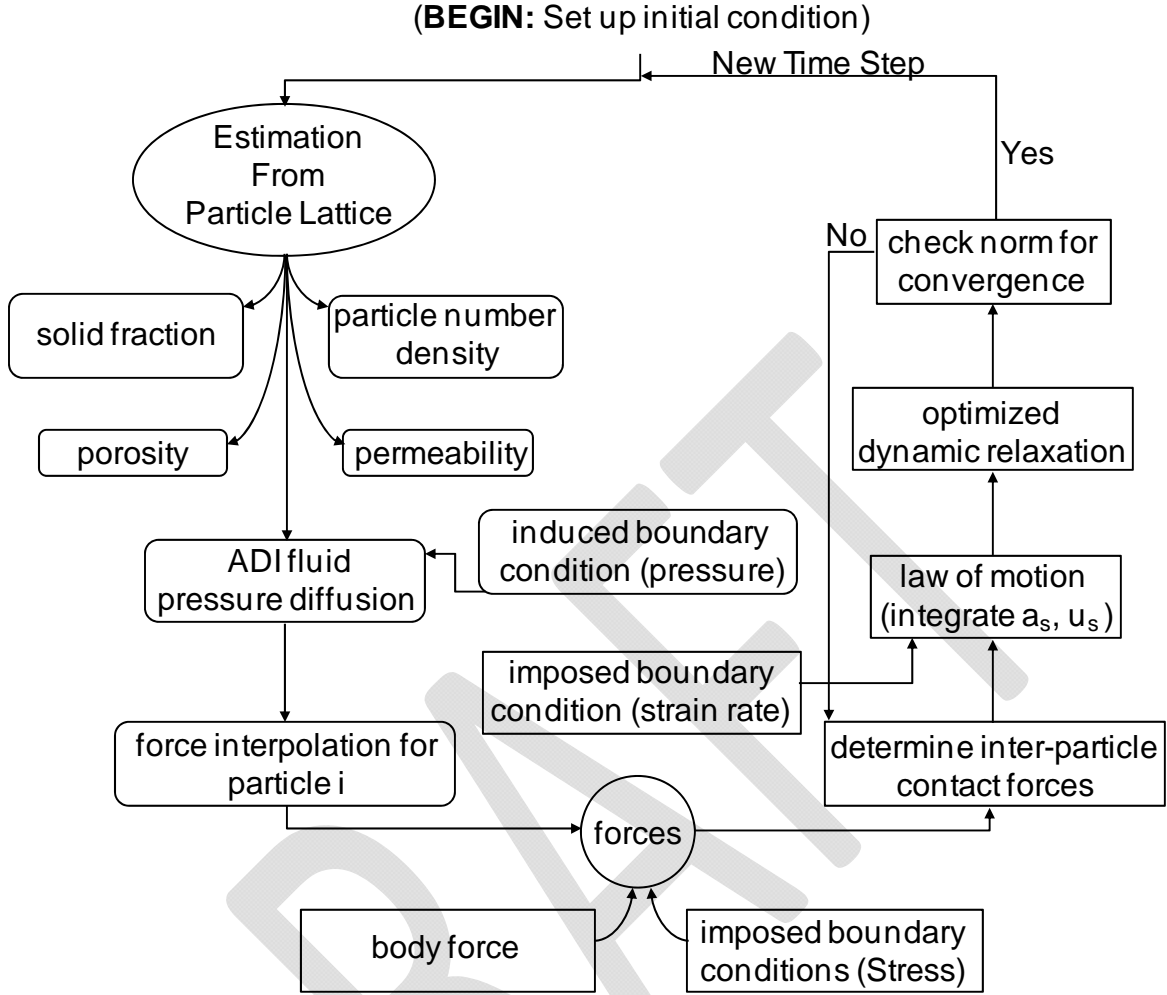 (BEGIN: Set up initial condition)
New Time Step
Estimation
From
Particle Lattice
Yes
No
check norm for
convergence
solid fraction
particle number
density
optimized
dynamic relaxation
porosity
permeability
induced boundary
condition (pressure)
ADI fluid
pressure diffusion
law of motion
(integrate aₛ, uₛ)
imposed boundary
condition (strain rate)
force interpolation for
particle i
determine inter-particle
contact forces
forces
body force
imposed boundary
conditions (Stress)
DRAFT